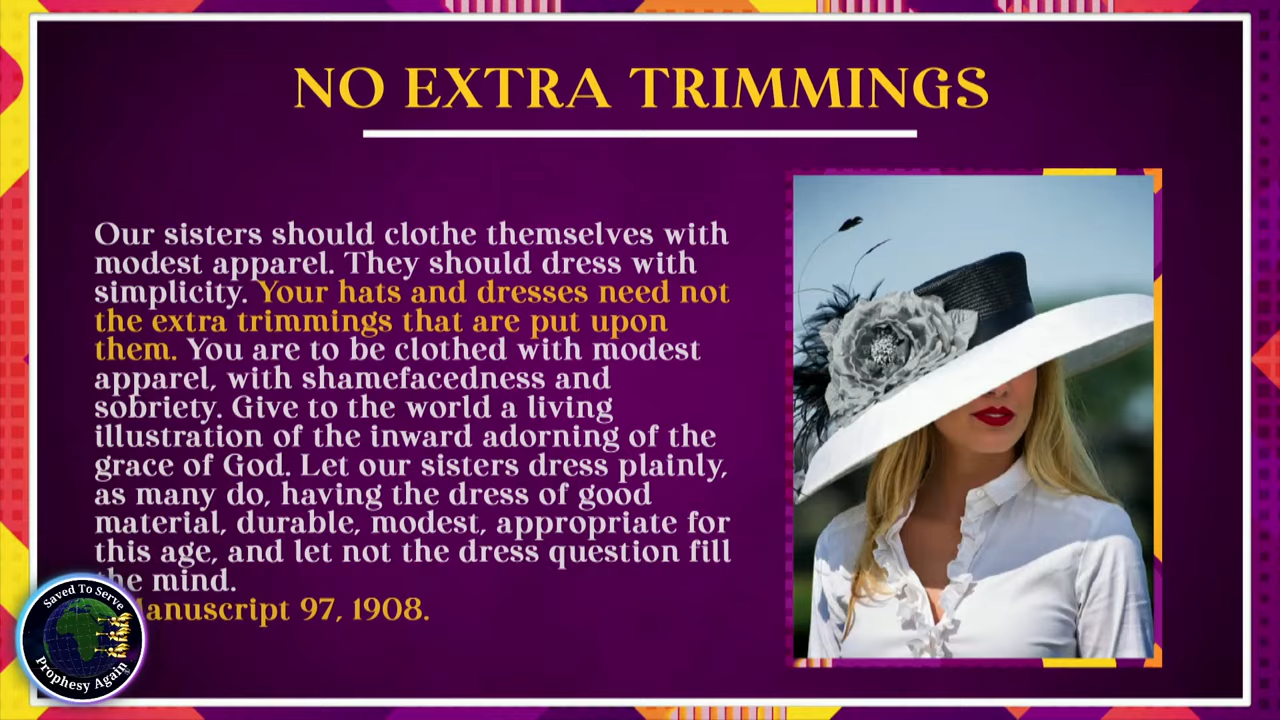 NO EXTRA TRIMMINGS
Our sisters should clothe themselves with
modest apparel. They should dress with
simplicity. Your hats and dresses need not
the extra trimmings that are put upon
them. You are to be clothed with modest
apparel, with shamefacedness and
sobriety. Give to the world a living
illustration of the inward adorning of the
grace of God. Let our sisters dress plainly,
as many do, having the dress of good
material, durable, modest, appropriate for
this age, and let not the dress question fill
the mind.
anuscript 97, 1908.
Saved To Serve
Prophesy Again